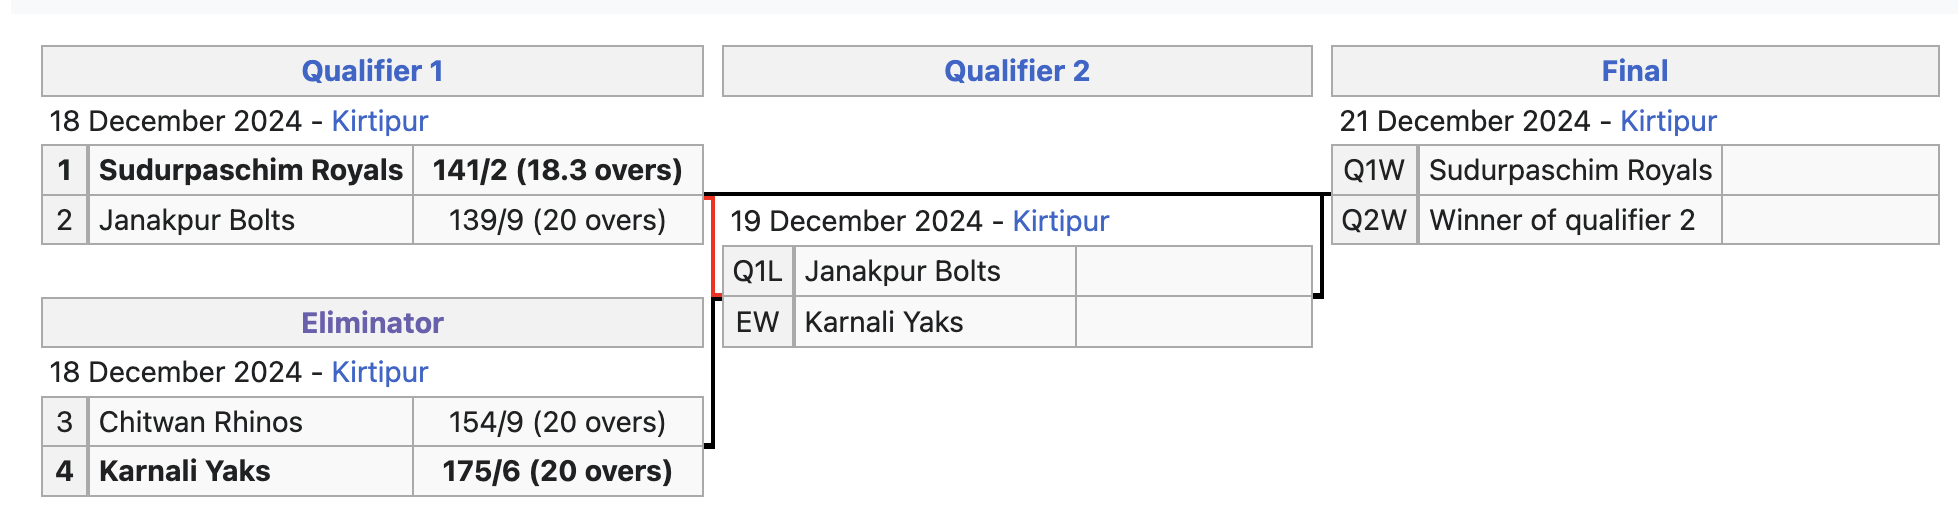 Qualifier 1
18 December 2024 - Kirtipur
1 Sudurpaschim Royals 141/2 (18.3 overs)
2 Janakpur Bolts 139/9 (20 overs)
Eliminator
18 December 2024 - Kirtipur
3 Chitwan Rhinos 154/9 (20 overs)
4 Karnali Yaks 175/6 (20 overs)
Qualifier 2
19 December 2024 - Kirtipur
Q1L Janakpur Bolts
EW Karnali Yaks
Final
21 December 2024 - Kirtipur
Q1W Sudurpaschim Royals
Q2W Winner of qualifier 2